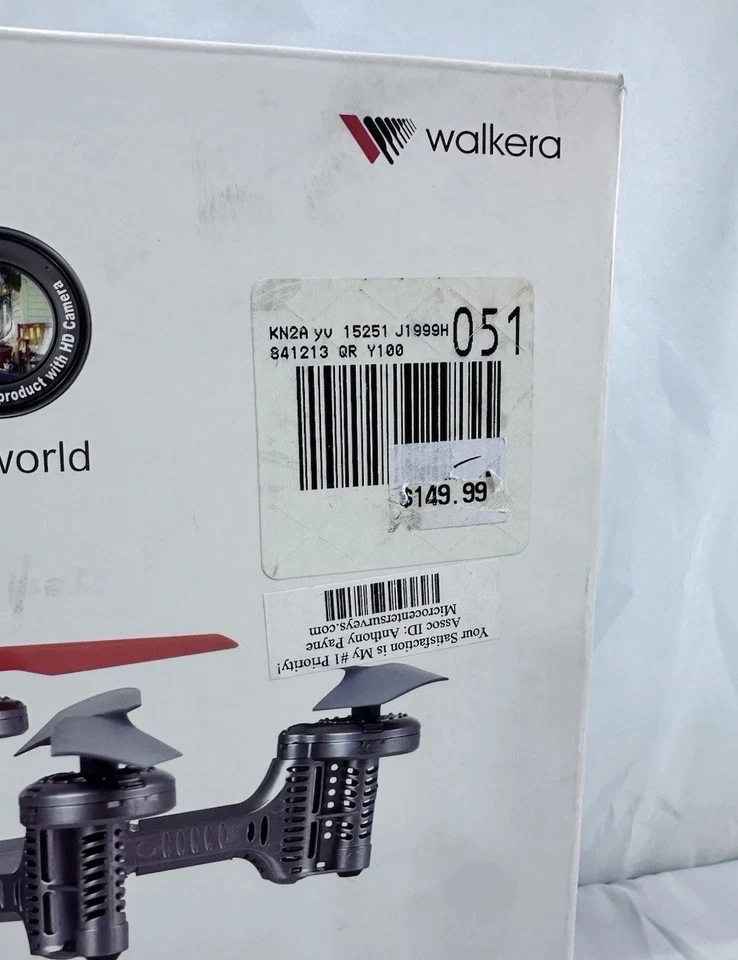 walkera
product with HD Camera
world
KN2A yv 15251 J1999H 051
841213 QR Y100
$149.99
Your Satisfaction is My #1 Priority!
Assoc ID: Anthony Payne
Microcentersurveys.com